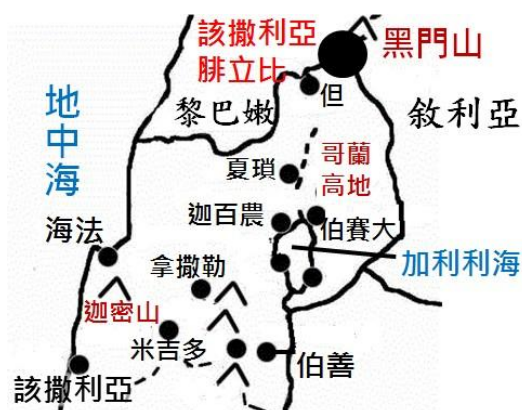 該撒利亞
腓立比
黑門山
但
黎巴嫩
敘利亞
地中海
夏瑣
哥蘭
高地
迦百農
伯賽大
海法
加利利海
拿撒勒
迦密山
米吉多
伯善
該撒利亞